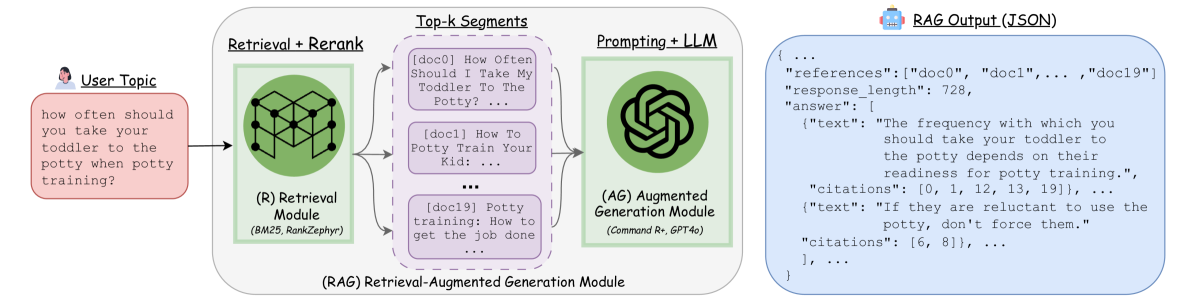 User Topic
how often should
you take your
toddler to the
potty when potty
training?
Retrieval + Rerank
(R) Retrieval
Module
(BM25, RankZephyr)
Top-k Segments
[doc0] How Often
Should I Take My
Toddler To The
Potty? ...
[doc1] How To
Potty Train Your
Kid: ...
...
[doc19] Potty
training: How to
get the job done
...
Prompting + LLM
(AG) Augmented
Generation Module
(Command R+, GPT4o)
(RAG) Retrieval-Augmented Generation Module
RAG Output (JSON)
{ ...
"references":["doc0", "doc1",... ,"doc19"]
"response_length": 728,
"answer": [
{"text": "The frequency with which you
should take your toddler to
the potty depends on their
readiness for potty training.",
"citations": [0, 1, 12, 13, 19]}, ...
{"text": "If they are reluctant to use the
potty, don't force them."
"citations": [6, 8]}, ...
], ...
}